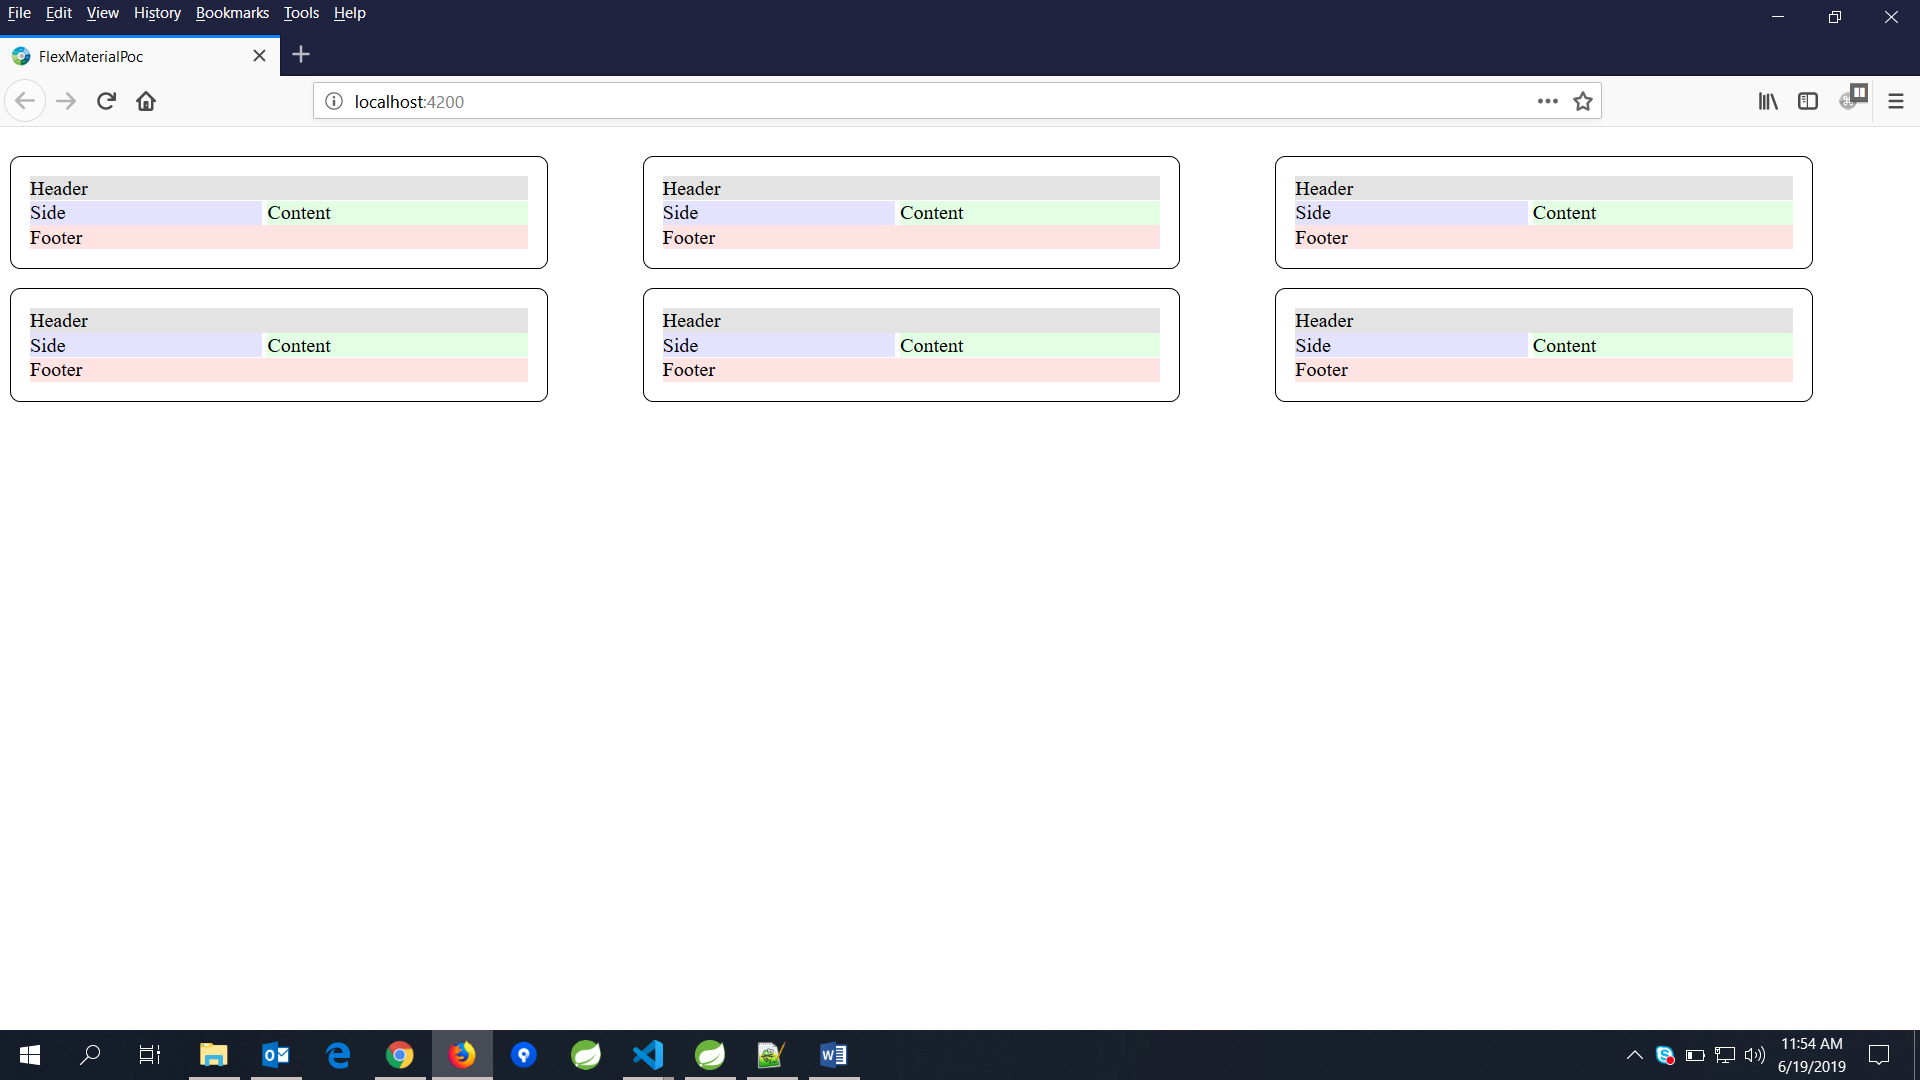 File Edit View History Bookmarks Tools Help
FlexMaterialPoc
localhost:4200
Header Header Header
Side Content Side Content Side Content
Footer Footer Footer
Header Header Header
Side Content Side Content Side Content
Footer Footer Footer
11:54 AM
6/19/2019